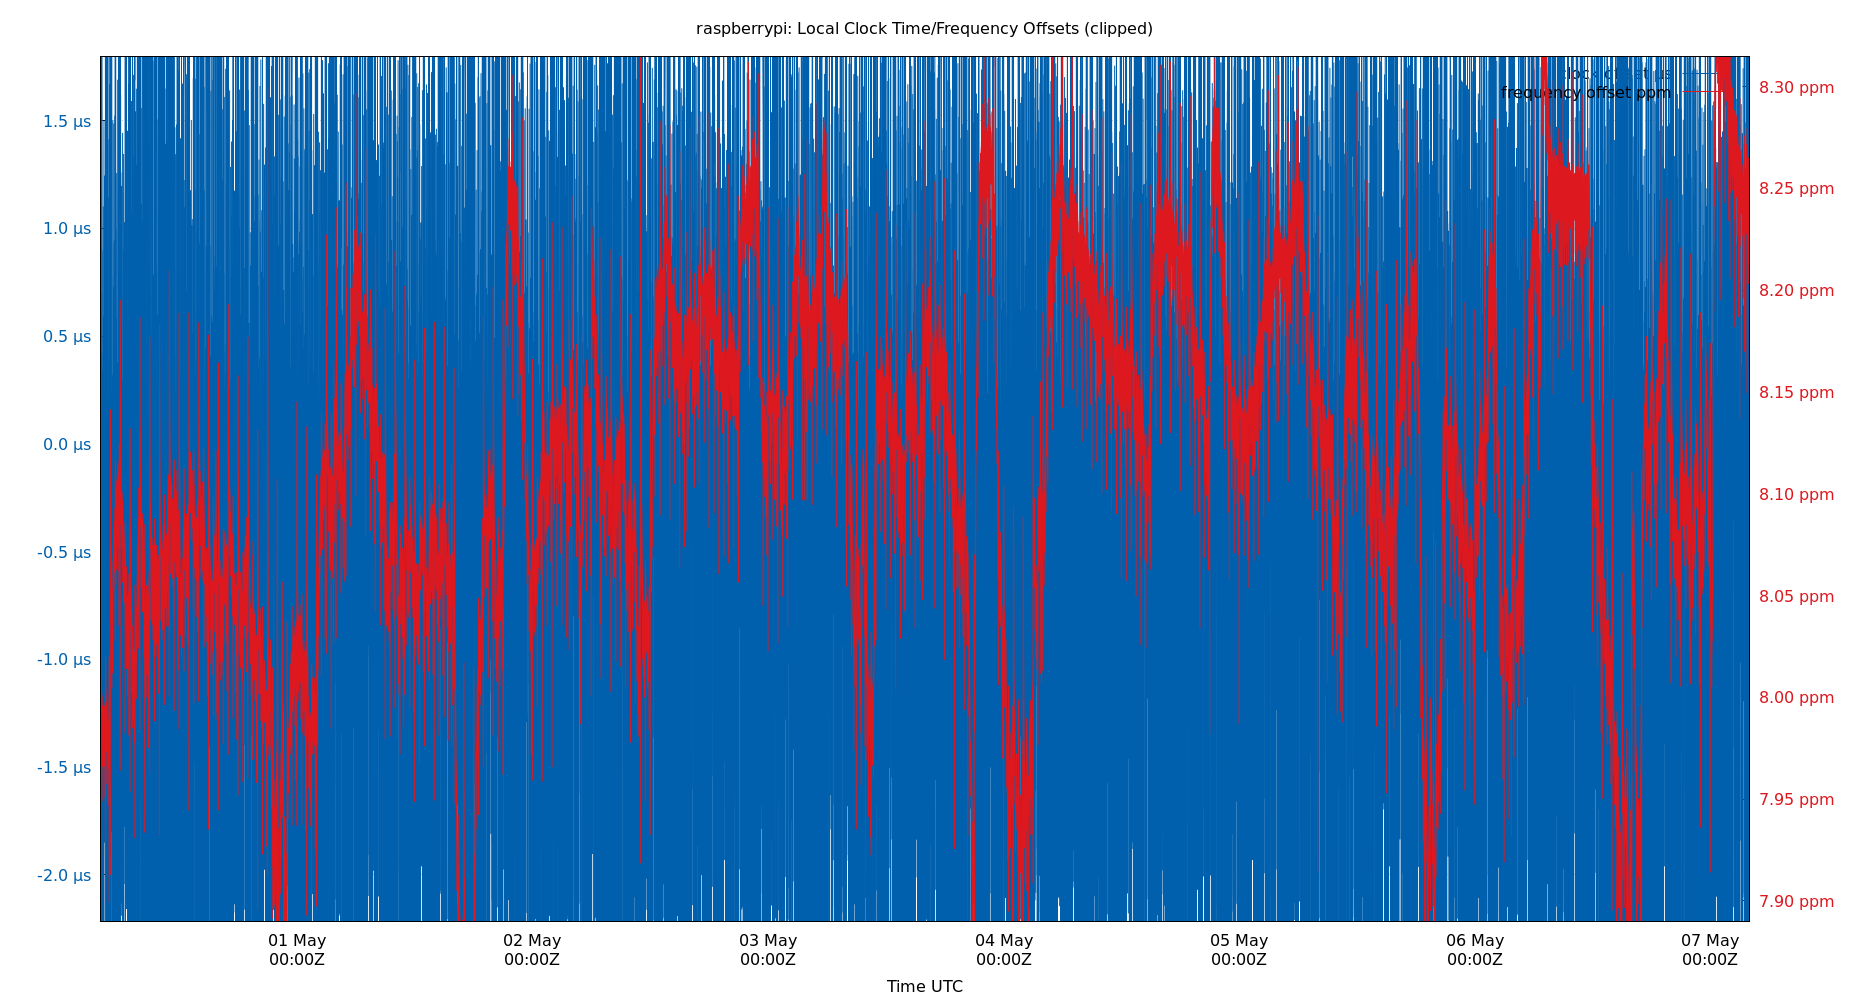 raspberrypi: Local Clock Time/Frequency Offsets (clipped)
clock offset µs
frequency offset ppm
1.5 µs
1.0 µs
0.5 µs
0.0 µs
-0.5 µs
-1.0 µs
-1.5 µs
-2.0 µs
8.30 ppm
8.25 ppm
8.20 ppm
8.15 ppm
8.10 ppm
8.05 ppm
8.00 ppm
7.95 ppm
7.90 ppm
01 May 02 May 03 May 04 May 05 May 06 May 07 May
00:00Z 00:00Z 00:00Z 00:00Z 00:00Z 00:00Z 00:00Z
Time UTC